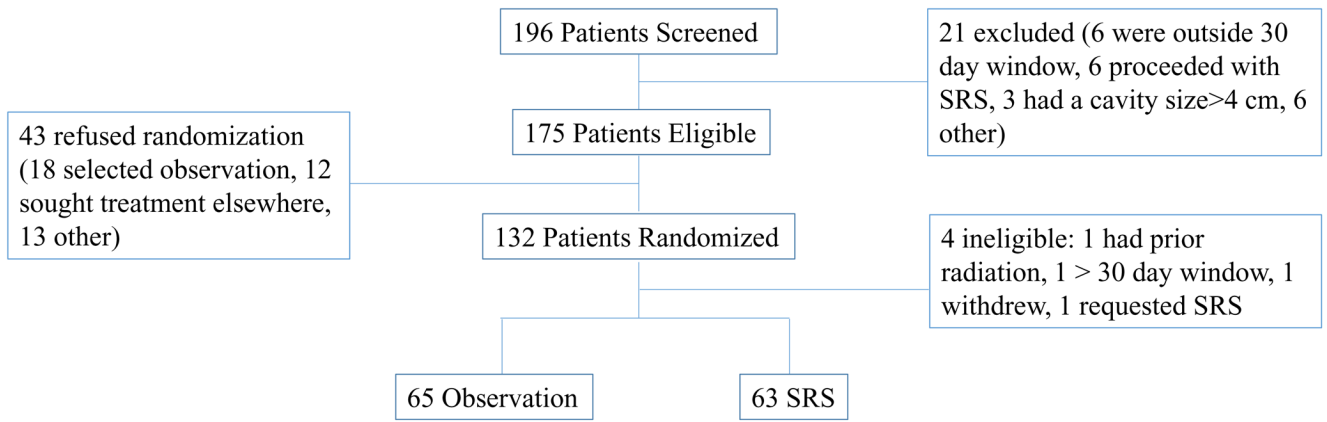 196 Patients Screened
21 excluded (6 were outside 30
day window, 6 proceeded with
SRS, 3 had a cavity size>4 cm, 6
other)
175 Patients Eligible
43 refused randomization
(18 selected observation, 12
sought treatment elsewhere,
13 other)
132 Patients Randomized
4 ineligible: 1 had prior
radiation, 1 > 30 day window, 1
withdrew, 1 requested SRS
65 Observation
63 SRS